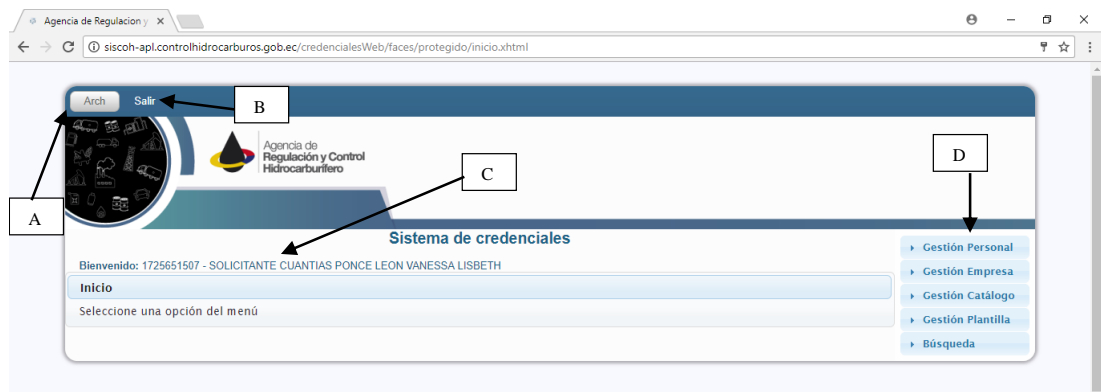 Agencia de Regulacion y
siscoh-apl.controlhidrocarburos.gob.ec/credencialesWeb/faces/protegido/inicio.xhtml
Arch Salir
B
Agencia de
Regulación y Control
Hidrocarburífero
C
D
A
Sistema de credenciales
Bienvenido: 1725651507 - SOLICITANTE CUANTIAS PONCE LEON VANESSA LISBETH
Inicio
Seleccione una opción del menú
Gestión Personal
Gestión Empresa
Gestión Catálogo
Gestión Plantilla
Búsqueda